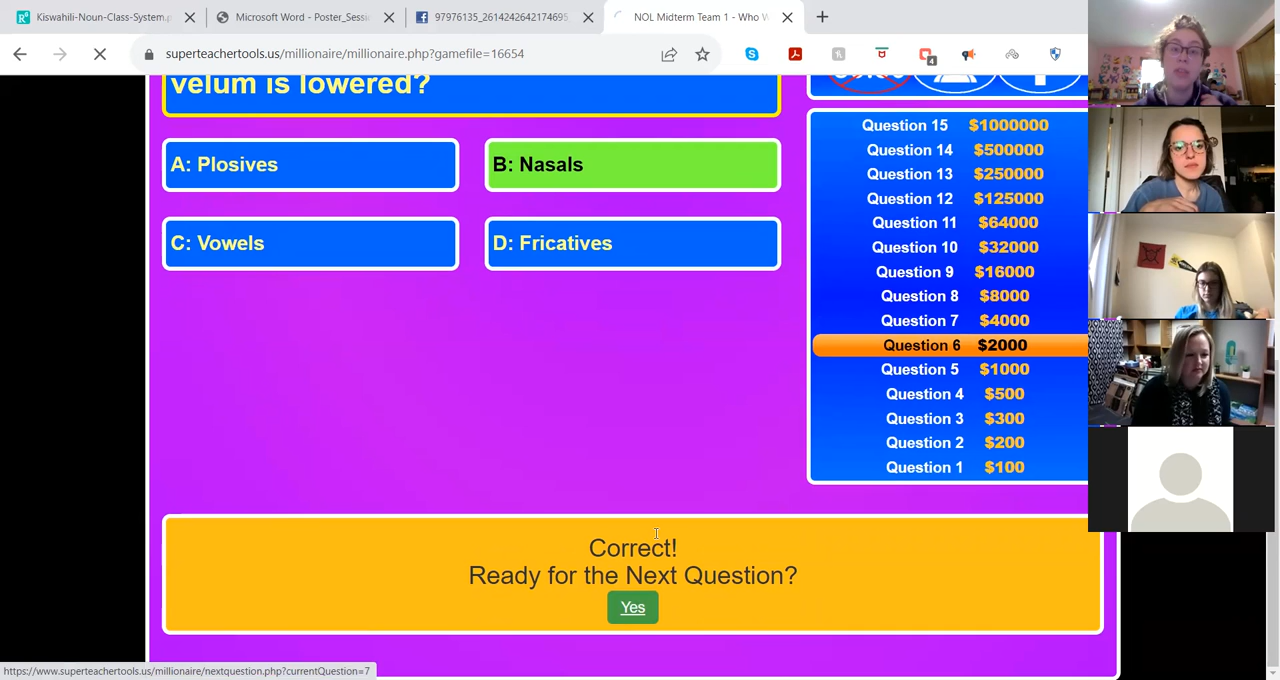 Kiswahili-Noun-Class-System.p
Microsoft Word - Poster_Sessi
97976135_2614242642174695
NOL Midterm Team 1 - Who W
superteachertools.us/millionaire/millionaire.php?gamefile=16654
4
velum is lowered?
A: Plosives
B: Nasals
C: Vowels
D: Fricatives
Question 15 $1000000
Question 14 $500000
Question 13 $250000
Question 12 $125000
Question 11 $64000
Question 10 $32000
Question 9 $16000
Question 8 $8000
Question 7 $4000
Question 6 $2000
Question 5 $1000
Question 4 $500
Question 3 $300
Question 2 $200
Question 1 $100
Correct!
Ready for the Next Question?
Yes
https://www.superteachertools.us/millionaire/nextquestion.php?currentQuestion=7